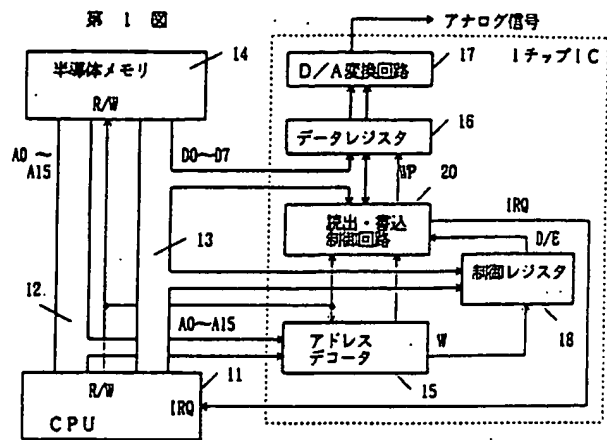 第 1 図
アナログ信号
1チップIC
半導体メモリ
14
R/W
D/A変換回路
17
データレジスタ
16
A0
〜
A15
D0〜D7
WP
20
読出・書込
制御回路
IRQ
D/E
13
制御レジスタ
12
18
A0〜A15
アドレス
デコータ
W
15
R/W
11
IRQ
CPU